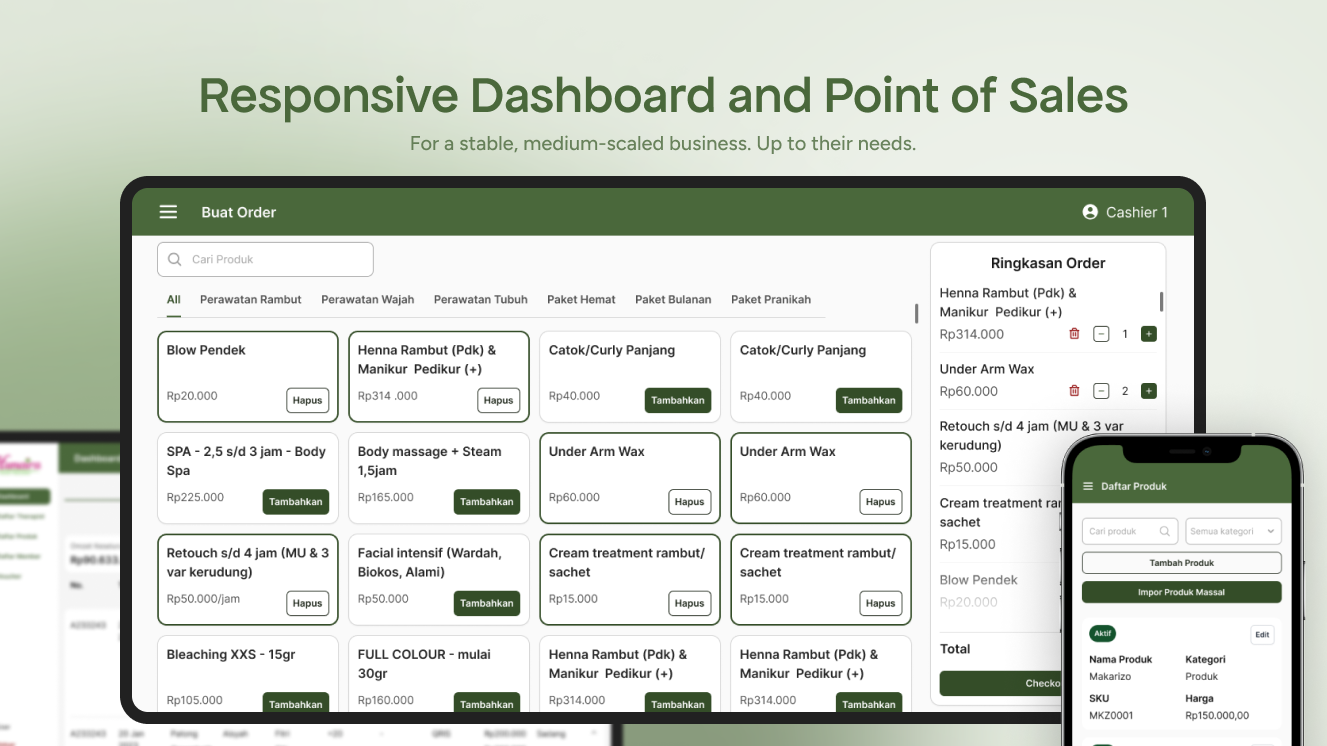 Responsive Dashboard and Point of Sales
For a stable, medium-scaled business. Up to their needs.
Buat Order
Cashier 1
Cari Produk
All Perawatan Rambut Perawatan Wajah Perawatan Tubuh Paket Hemat Paket Bulanan Paket Pranikah
Blow Pendek
Rp20.000
Hapus
Henna Rambut (Pdk) &
Manikur Pedikur (+)
Rp314 .000
Hapus
Catok/Curly Panjang
Rp40.000
Tambahkan
Catok/Curly Panjang
Rp40.000
Tambahkan
SPA - 2,5 s/d 3 jam - Body
Spa
Rp225.000
Tambahkan
Body massage + Steam
1,5jam
Rp165.000
Tambahkan
Under Arm Wax
Rp60.000
Hapus
Under Arm Wax
Rp60.000
Hapus
Retouch s/d 4 jam (MU & 3
var kerudung)
Rp50.000/jam
Hapus
Facial intensif (Wardah,
Biokos, Alami)
Rp50.000
Tambahkan
Cream treatment rambut/
sachet
Rp15.000
Hapus
Cream treatment rambut/
sachet
Rp15.000
Hapus
Bleaching XXS - 15gr
Rp105.000
Tambahkan
FULL COLOUR - mulai
30gr
Rp160.000
Tambahkan
Henna Rambut (Pdk) &
Manikur Pedikur (+)
Rp314.000
Tambahkan
Henna Rambut (Pdk) &
Manikur Pedikur (+)
Rp314.000
Tambahkan
Ringkasan Order
Henna Rambut (Pdk) &
Manikur Pedikur (+)
Rp314.000
1
Under Arm Wax
Rp60.000
2
Retouch s/d 4 jam (MU & 3 var
kerudung)
Rp50.000
Cream treatment ra
sachet
Rp15.000
Blow Pendek
Rp20.000
Total
Checko
Daftar Produk
Cari produk
Semua kategori
Tambah Produk
Impor Produk Massal
Aktif
Edit
Nama Produk Kategori
Makarizo Produk
SKU Harga
MKZ0001 Rp150.000,00